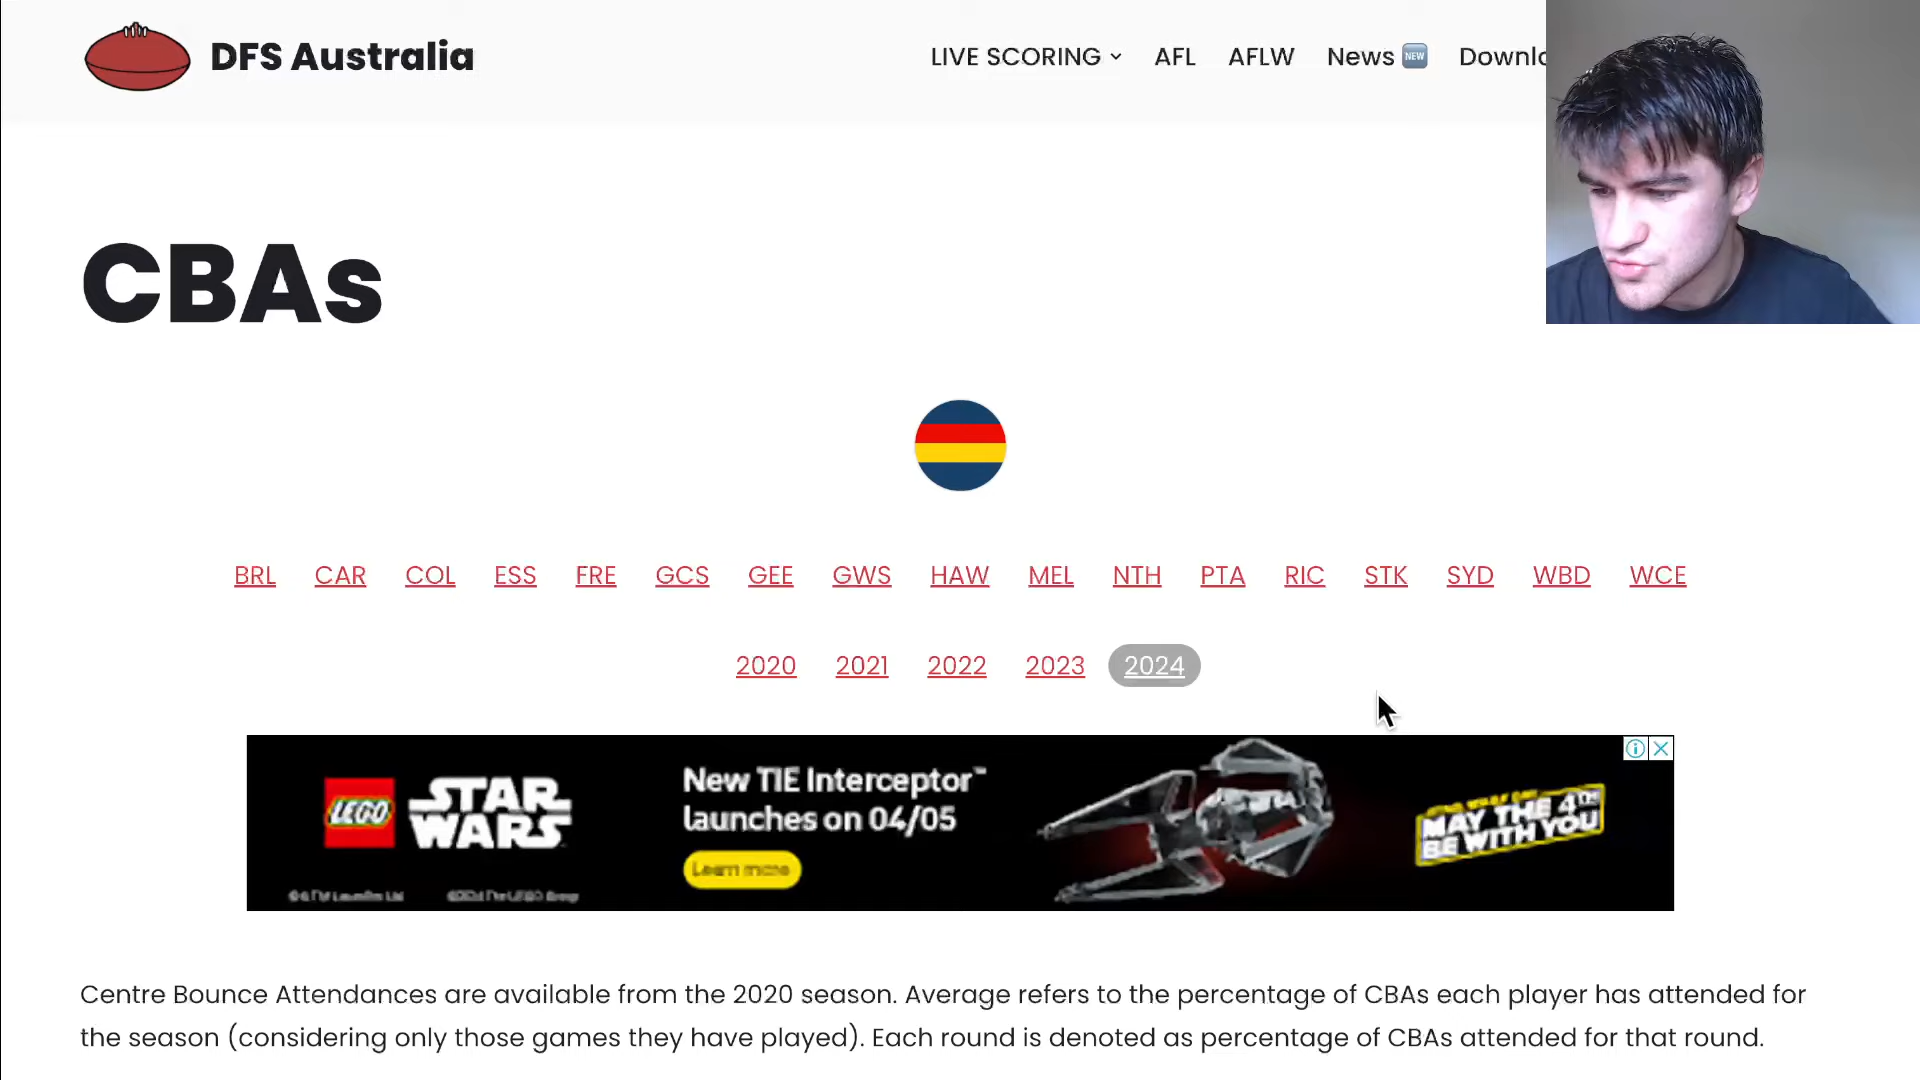 DFS Australia
LIVE SCORING AFL AFLW News NEW Downlo
CBAs
BRL CAR COL ESS FRE GCS GEE GWS HAW MEL NTH PTA RIC STK SYD WBD WCE
2020 2021 2022 2023 2024
LEGO
STAR WARS
New TIE Interceptor™
launches on 04/05
Learn more
MAY THE 4TH
BE WITH YOU
Centre Bounce Attendances are available from the 2020 season. Average refers to the percentage of CBAs each player has attended for
the season (considering only those games they have played). Each round is denoted as percentage of CBAs attended for that round.